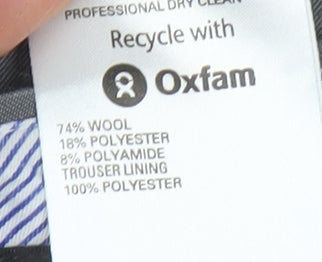 PROFESSIONAL DRY CLEAN
Recycle with
Oxfam
74% WOOL
18% POLYESTER
8% POLYAMIDE
TROUSER LINING
100% POLYESTER